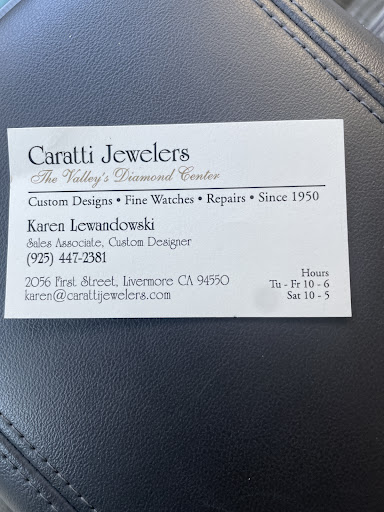 Caratti Jewelers
The Valley's Diamond Center
Custom Designs • Fine Watches • Repairs • Since 1950
Karen Lewandowski
Sales Associate, Custom Designer
(925) 447-2381
2056 First Street, Livermore CA 94550
karen@carattijewelers.com
Hours
Tu - Fr 10 - 6
Sat 10 - 5